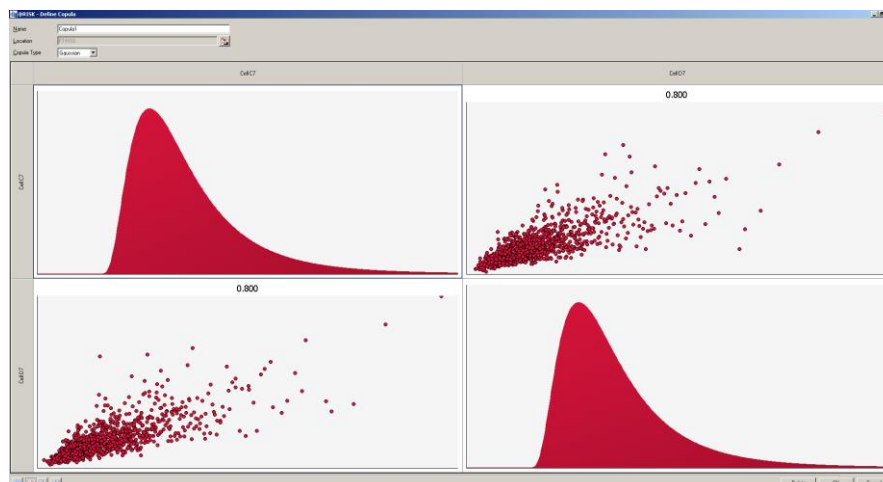 @RISK - Define Copula
Name Copula1
Location
Copula Type Gaussian
Cell C7 Cell D7
Cell C7
0.800
Cell D7
0.800